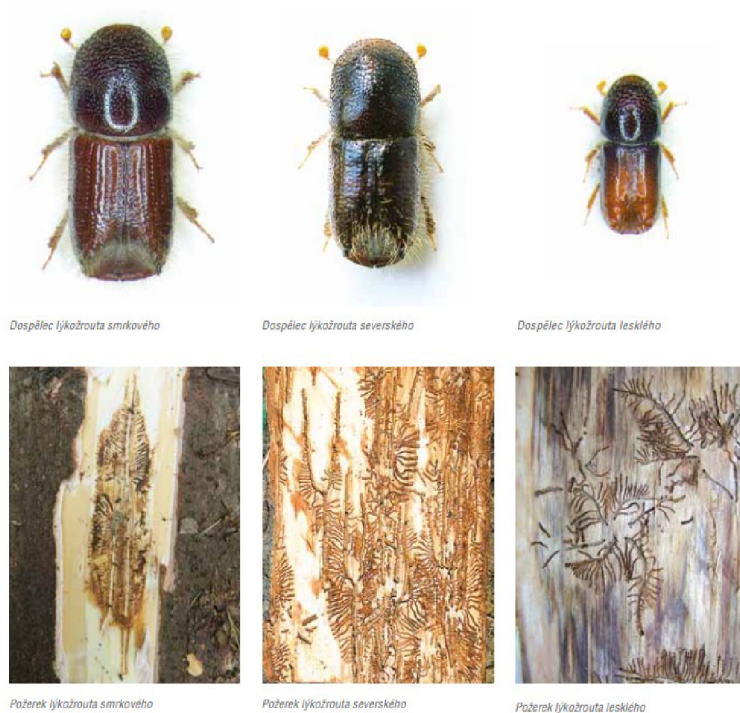 Dospělec lýkožrouta smrkového
Dospělec lýkožrouta severského
Dospělec lýkožrouta lesklého
Požerek lýkožrouta smrkového
Požerek lýkožrouta severského
Požerek lýkožrouta lesklého